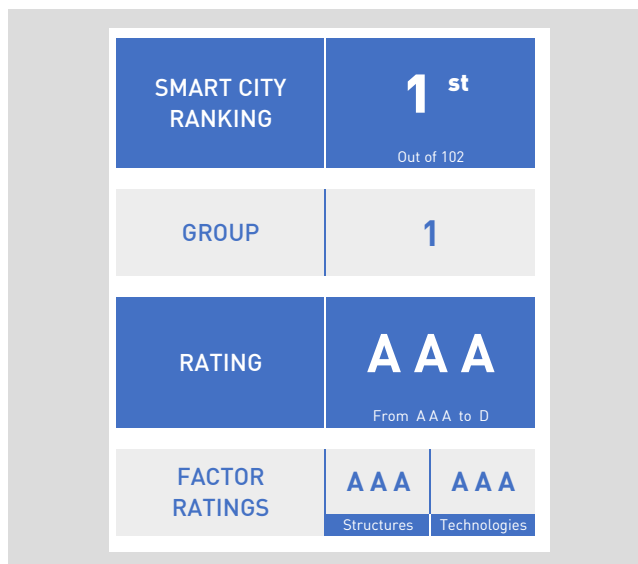 SMART CITY
RANKING
1 st
Out of 102
GROUP
1
RATING
A A A
From A A A to D
FACTOR
RATINGS
A A A
A A A
Structures
Technologies